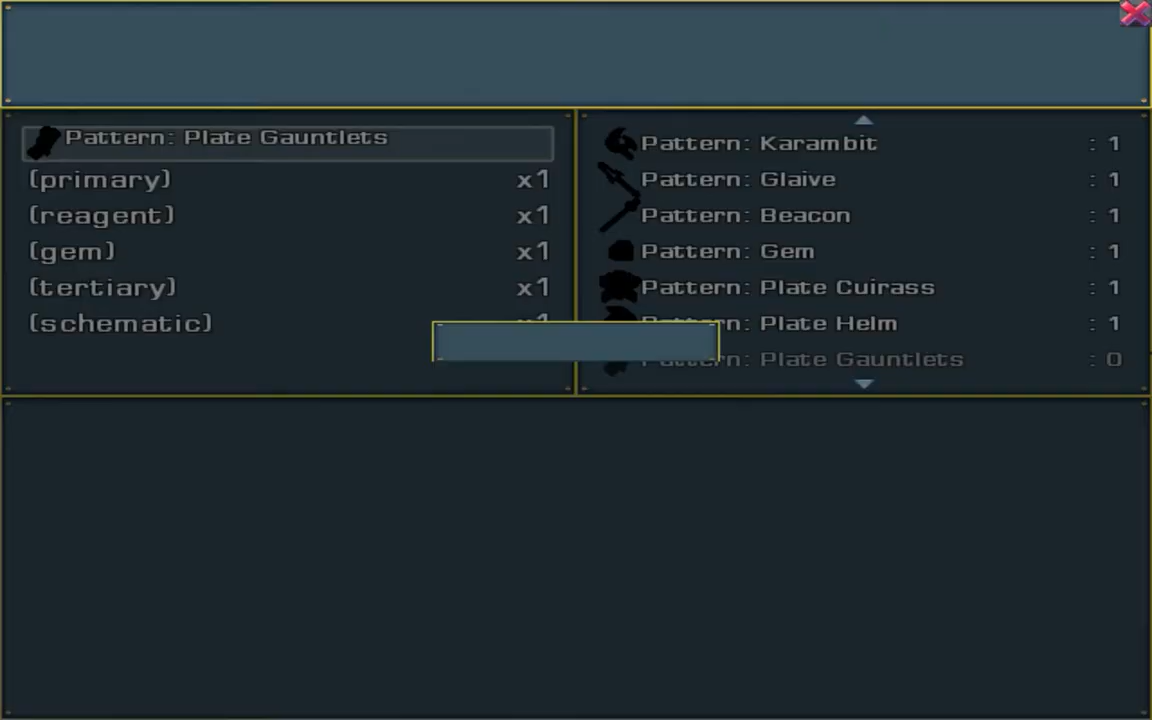 Pattern: Plate Gauntlets
(primary) x1
(reagent) x1
(gem) x1
(tertiary) x1
(schematic) x1
Pattern: Karambit : 1
Pattern: Glaive : 1
Pattern: Beacon : 1
Pattern: Gem : 1
Pattern: Plate Cuirass : 1
Pattern: Plate Helm : 1
Pattern: Plate Gauntlets : 0